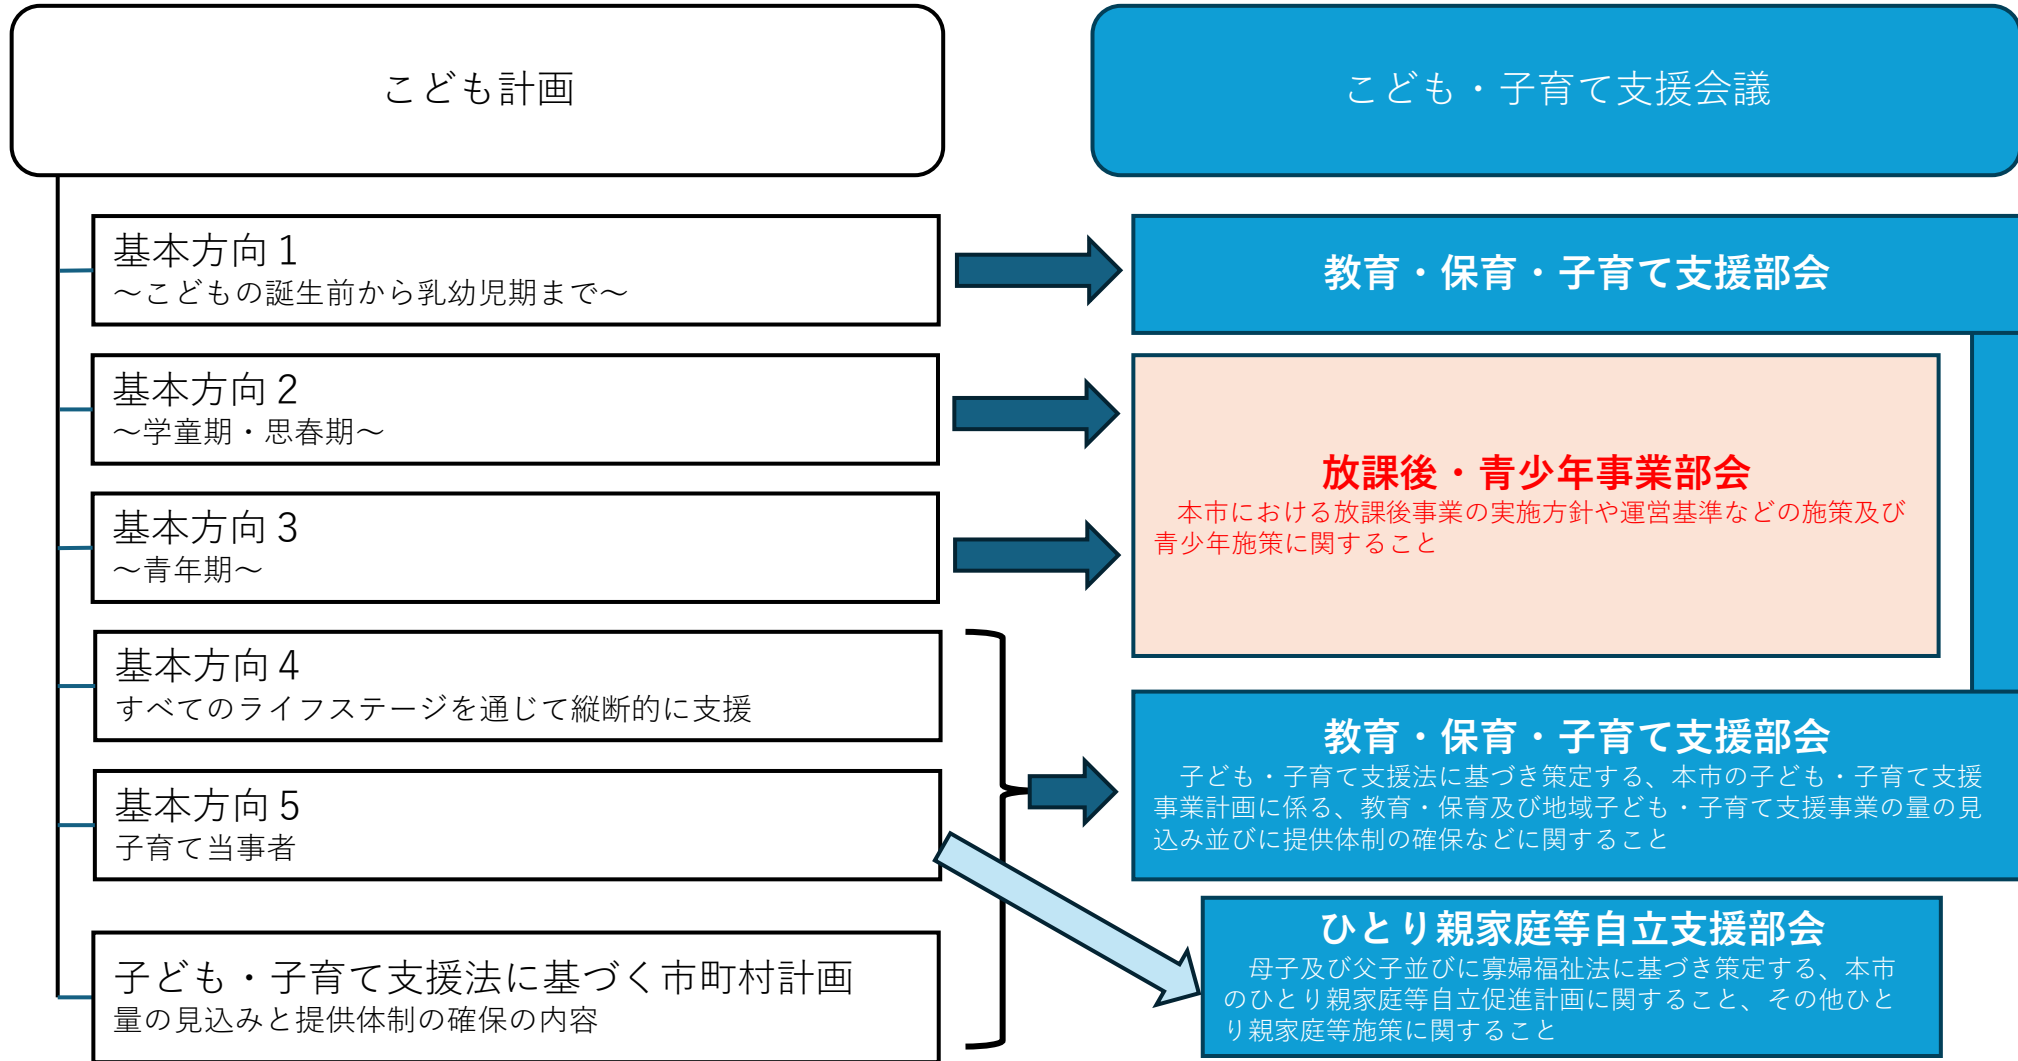 こども計画
こども・子育て支援会議
基本方向１
～こどもの誕生前から乳幼児期まで～
教育・保育・子育て支援部会
基本方向２
～学童期・思春期～
基本方向３
～青年期～
放課後・青少年事業部会
本市における放課後事業の実施方針や運営基準などの施策及び
青少年施策に関すること
基本方向４
すべてのライフステージを通じて縦断的に支援
基本方向５
子育て当事者
教育・保育・子育て支援部会
子ども・子育て支援法に基づき策定する、本市の子ども・子育て支援
事業計画に係る、教育・保育及び地域子ども・子育て支援事業の量の見
込み並びに提供体制の確保などに関すること
子ども・子育て支援法に基づく市町村計画
量の見込みと提供体制の確保の内容
ひとり親家庭等自立支援部会
母子及び父子並びに寡婦福祉法に基づき策定する、本市
のひとり親家庭等自立促進計画に関すること、その他ひと
り親家庭等施策に関すること